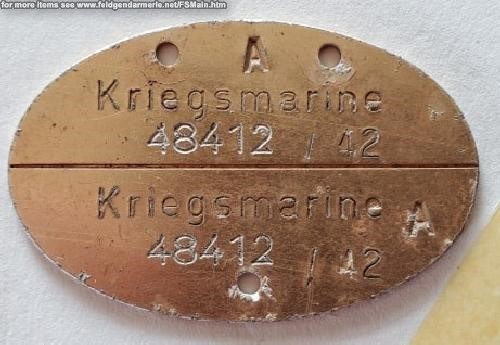 for more items see www.feldgendarmerie.net/FSMain.htm
A
Kriegsmarine
48412 / 42
Kriegsmarine
A
48412 / 42